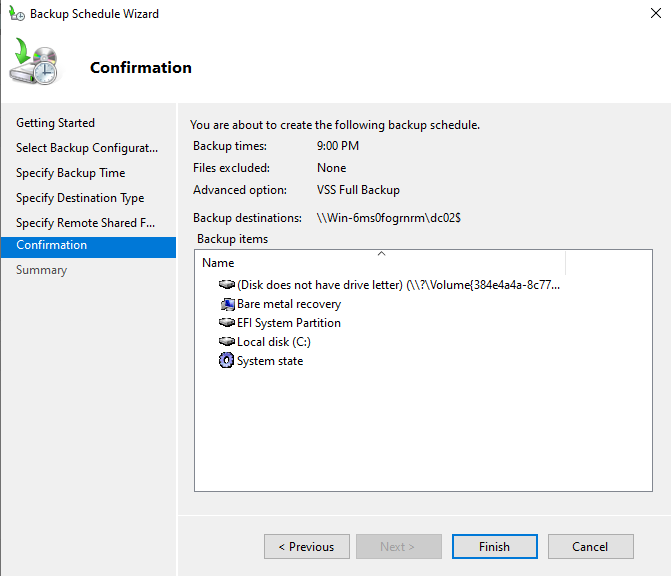 Backup Schedule Wizard
Confirmation
Getting Started
Select Backup Configurat...
Specify Backup Time
Specify Destination Type
Specify Remote Shared F...
Confirmation
Summary
You are about to create the following backup schedule.
Backup times: 9:00 PM
Files excluded: None
Advanced option: VSS Full Backup
Backup destinations: \\Win-6ms0fogrnrm\dc02$
Backup items
Name
(Disk does not have drive letter) (\\?\Volume{384e4a4a-8c77...
Bare metal recovery
EFI System Partition
Local disk (C:)
System state
< Previous Next > Finish Cancel